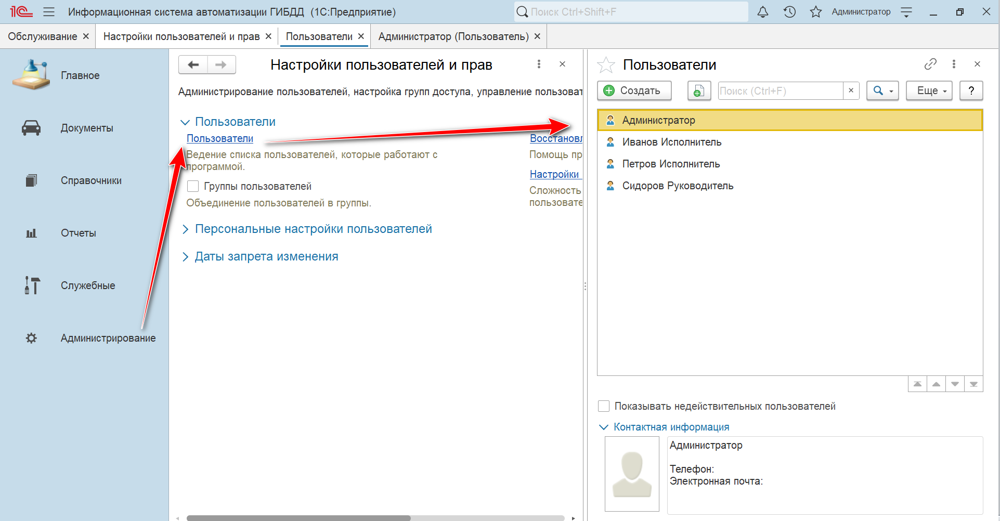 1С Информационная система автоматизации ГИБДД (1С:Предприятие) Поиск Ctrl+Shift+F Администратор
Обслуживание Настройки пользователей и прав Пользователи Администратор (Пользователь)
Главное
Документы
Справочники
Отчеты
Служебные
Администрирование
Настройки пользователей и прав
Администрирование пользователей, настройка групп доступа, управление пользоват
Пользователи
Пользователи
Ведение списка пользователей, которые работают с
программой.
Группы пользователей
Объединение пользователей в группы.
Восстановл
Помощь пр
Настройки
Сложность
пользовате
Персональные настройки пользователей
Даты запрета изменения
Пользователи
Создать Поиск (Ctrl+F) × Еще ?
Администратор
Иванов Исполнитель
Петров Исполнитель
Сидоров Руководитель
Показывать недействительных пользователей
Контактная информация
Администратор
Телефон:
Электронная почта: